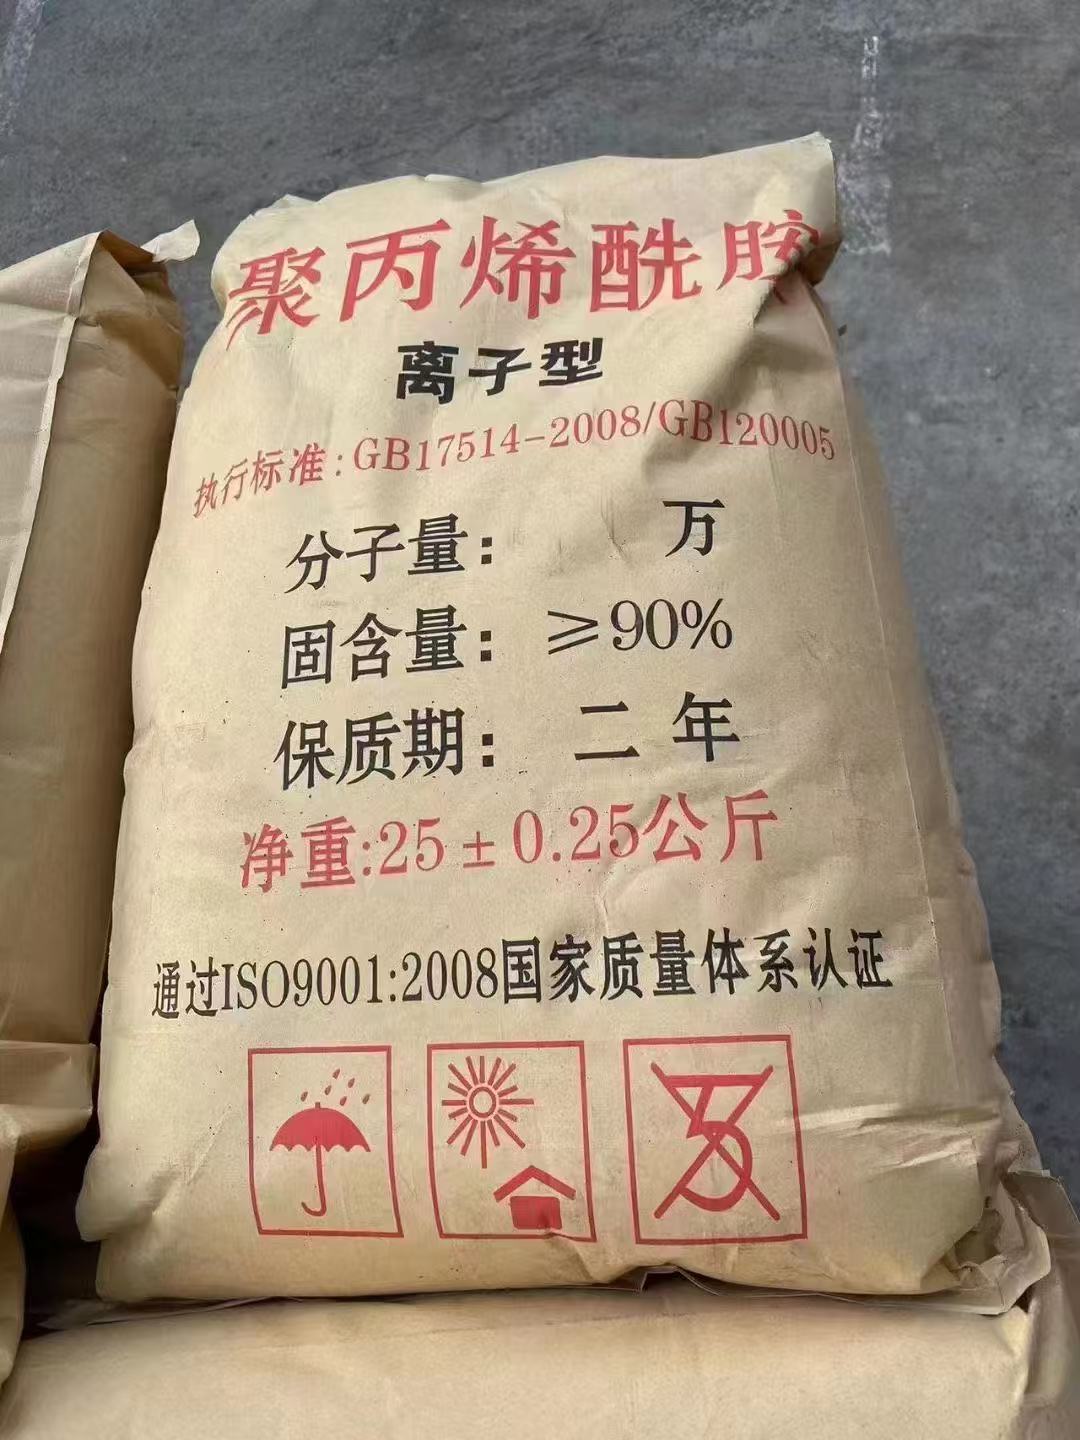 聚丙烯酰胺
离子型
执行标准:GB17514-2008/GB120005
分子量: 万
固含量: ≥90%
保质期: 二年
净重:25±0.25公斤
通过ISO9001:2008国家质量体系认证